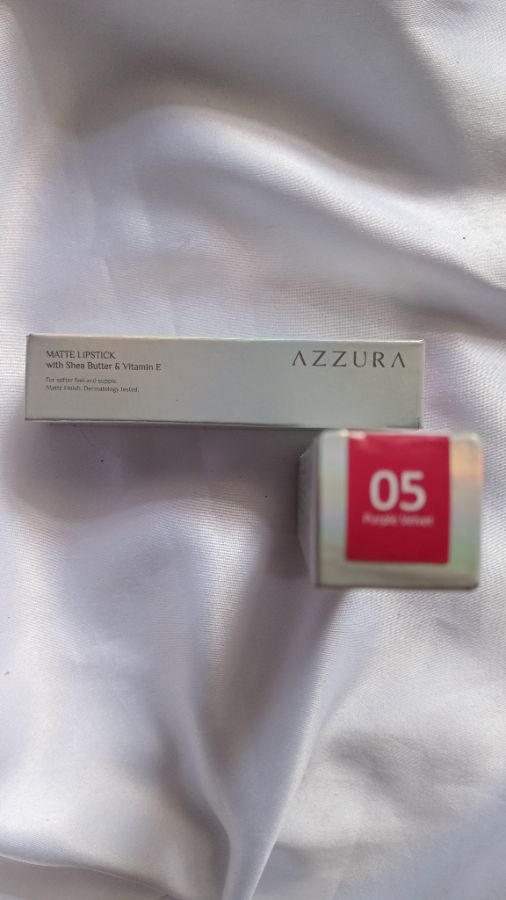 MATTE LIPSTICK
with Shea Butter & Vitamin E
For softer feel and supple.
Matte Finish, Dermatology tested.
AZZURA
05
Purple Velvet